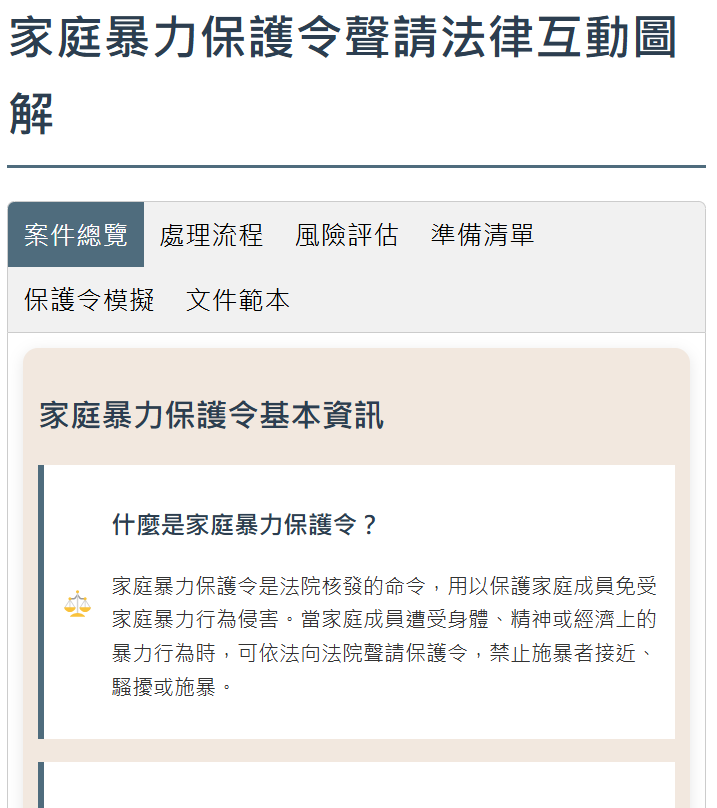 家庭暴力保護令聲請法律互動圖
解
案件總覽 處理流程 風險評估 準備清單
保護令模擬 文件範本
家庭暴力保護令基本資訊
什麼是家庭暴力保護令？
家庭暴力保護令是法院核發的命令，用以保護家庭成員免受
家庭暴力行為侵害。當家庭成員遭受身體、精神或經濟上的
暴力行為時，可依法向法院聲請保護令，禁止施暴者接近、
騷擾或施暴。